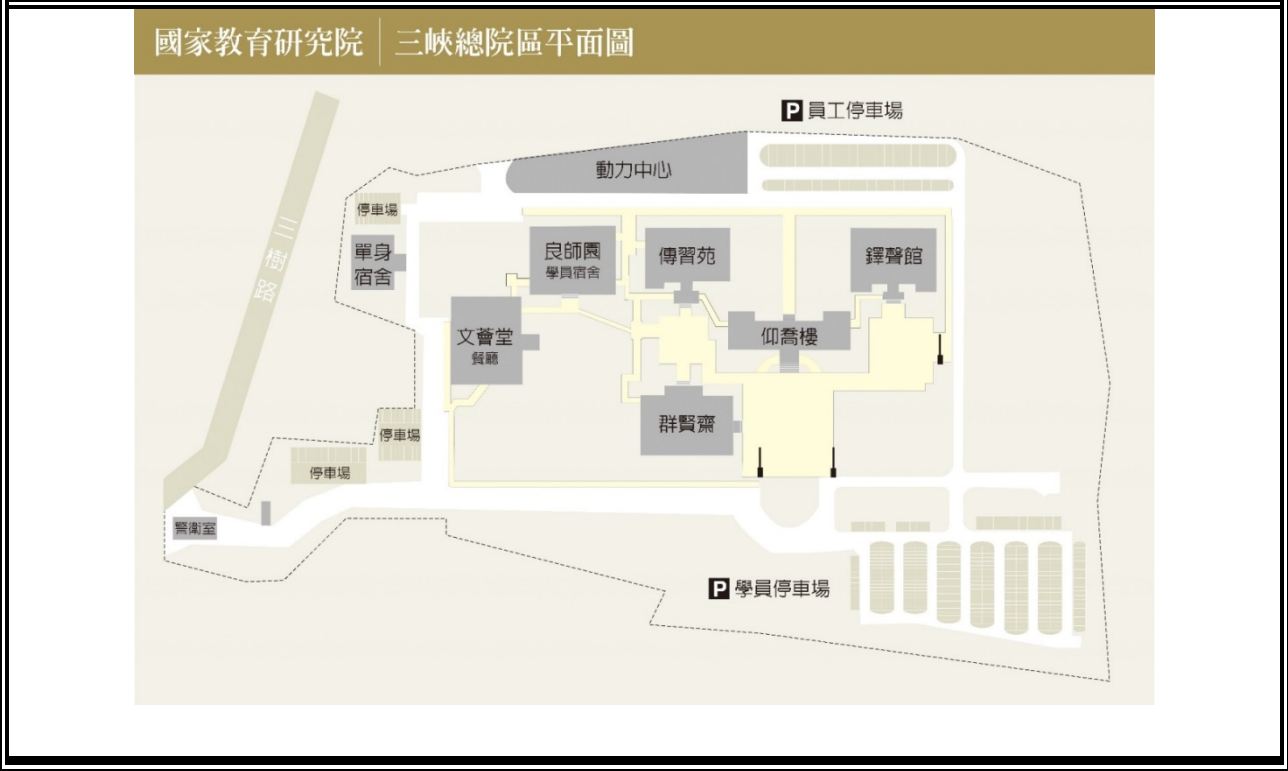 國家教育研究院 三峽總院區平面圖
P 員工停車場
動力中心
停車場
三樹路
單身
宿舍
良師園
學員宿舍
傳習苑
鐸聲館
文薈堂
餐廳
仰喬樓
群賢齋
停車場
停車場
警衛室
P 學員停車場